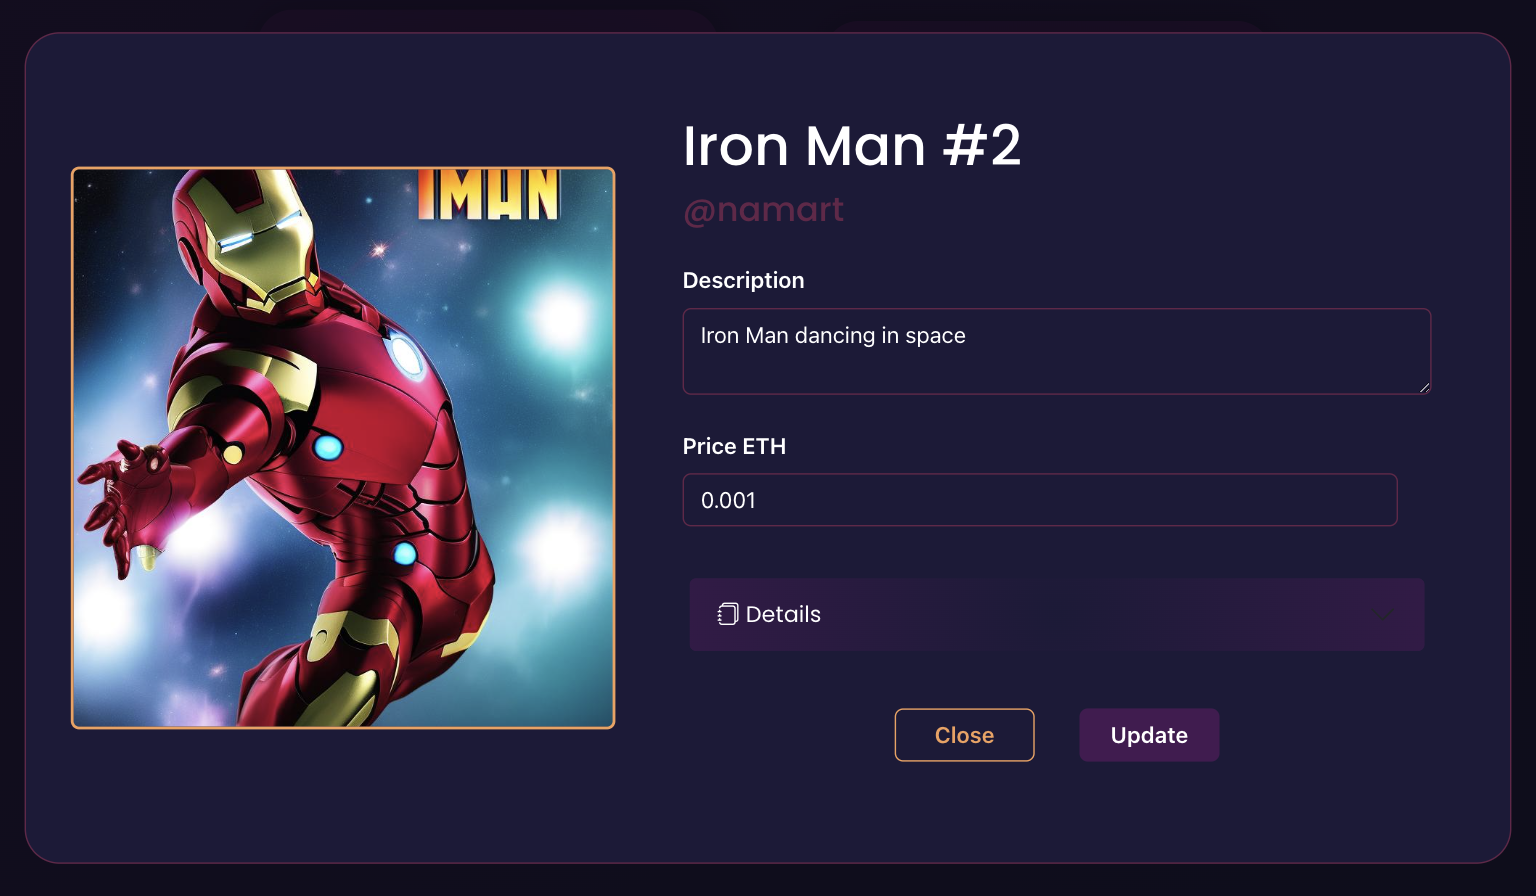 IMAN
Iron Man #2
@namart
Description
Iron Man dancing in space
Price ETH
0.001
Details
Close
Update